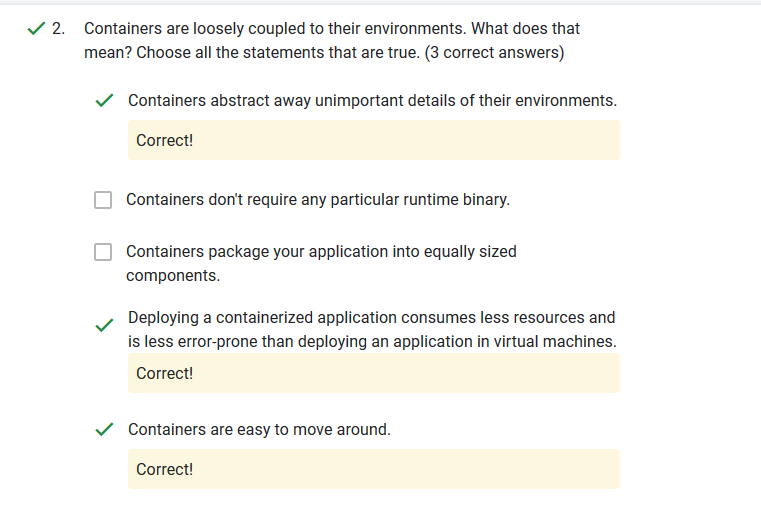 2. Containers are loosely coupled to their environments. What does that
mean? Choose all the statements that are true. (3 correct answers)
Containers abstract away unimportant details of their environments.
Correct!
Containers don't require any particular runtime binary.
Containers package your application into equally sized
components.
Deploying a containerized application consumes less resources and
is less error-prone than deploying an application in virtual machines.
Correct!
Containers are easy to move around.
Correct!